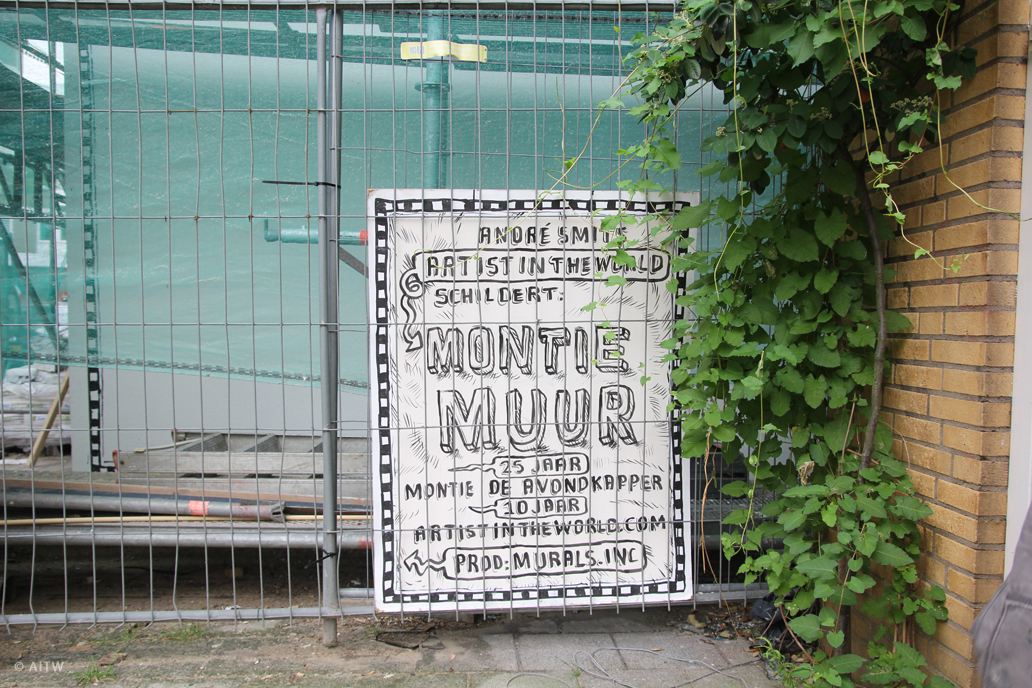 ANDRÉ SMITS
ARTIST IN THE WORLD
SCHILDERT:
MONTIE
MUUR
25 JAAR
MONTIE DE AVONDKAPPER
10 JAAR
ARTISTINTHEWORLD.COM
PROD: MURALS.INC
© AITW